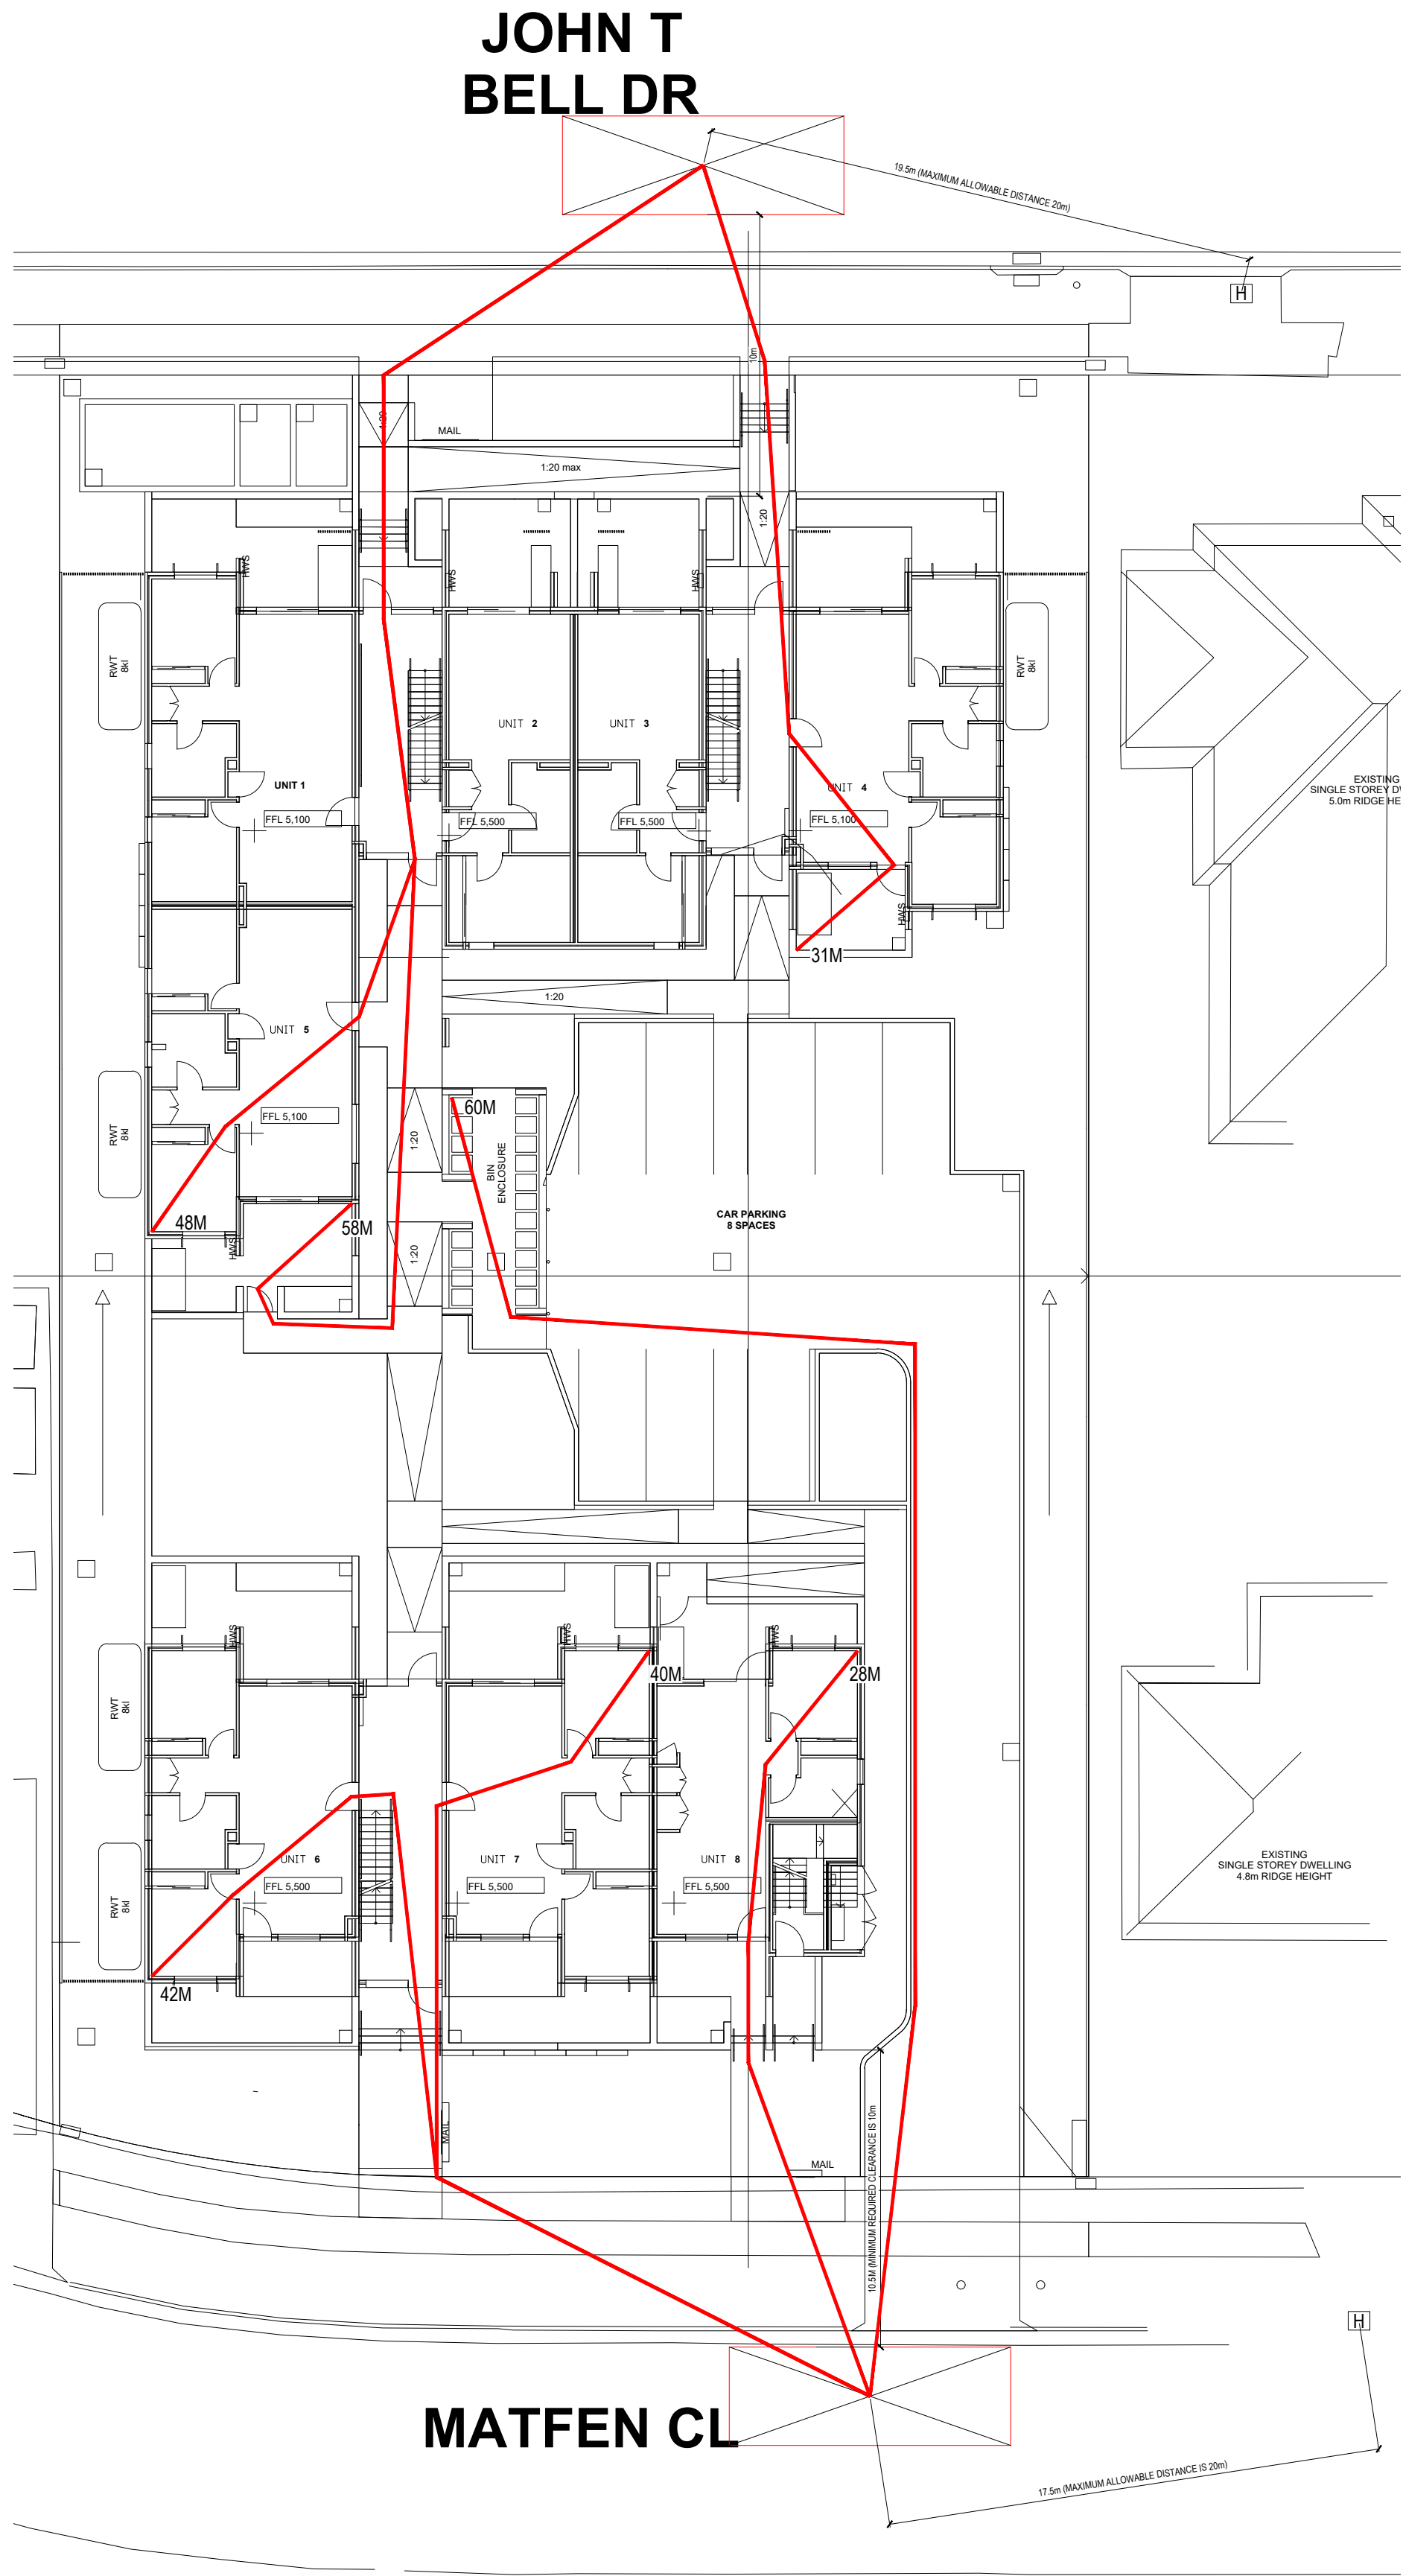 JOHN T
BELL DR
19.5m (MAXIMUM ALLOWABLE DISTANCE 20m)
H
10m
1:20
MAIL
1:20 max
1:20
HWS
HWS
HWS
RWT
8kl
RWT
8kl
UNIT 2
UNIT 3
UNIT 1
UNIT 4
EXISTING
SINGLE STOREY DW
5.0m RIDGE HE
FFL 5,100
FFL 5,500
FFL 5,500
FFL 5,100
HWS
31M
1:20
UNIT 5
60M
FFL 5,100
RWT
8kl
1:20
BIN
ENCLOSURE
48M
58M
CAR PARKING
8 SPACES
HWS
1:20
HWS
HWS
HWS
40M
28M
RWT
8kl
UNIT 6
UNIT 7
UNIT 8
EXISTING
SINGLE STOREY DWELLING
4.8m RIDGE HEIGHT
FFL 5,500
FFL 5,500
FFL 5,500
RWT
8kl
42M
MAIL
MAIL
10.5M (MINIMUM REQUIRED CLEARANCE IS 10m
H
MATFEN CL
17.5m (MAXIMUM ALLOWABLE DISTANCE IS 20m)